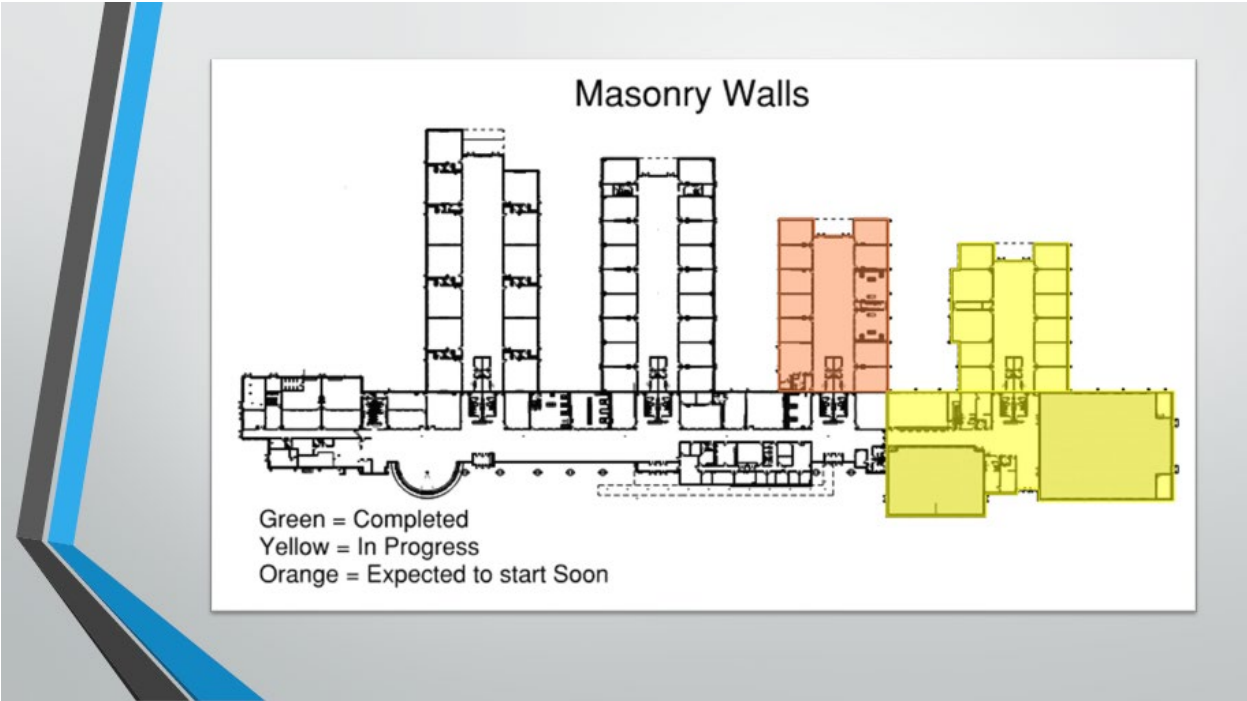 Masonry Walls
Green = Completed
Yellow = In Progress
Orange = Expected to start Soon